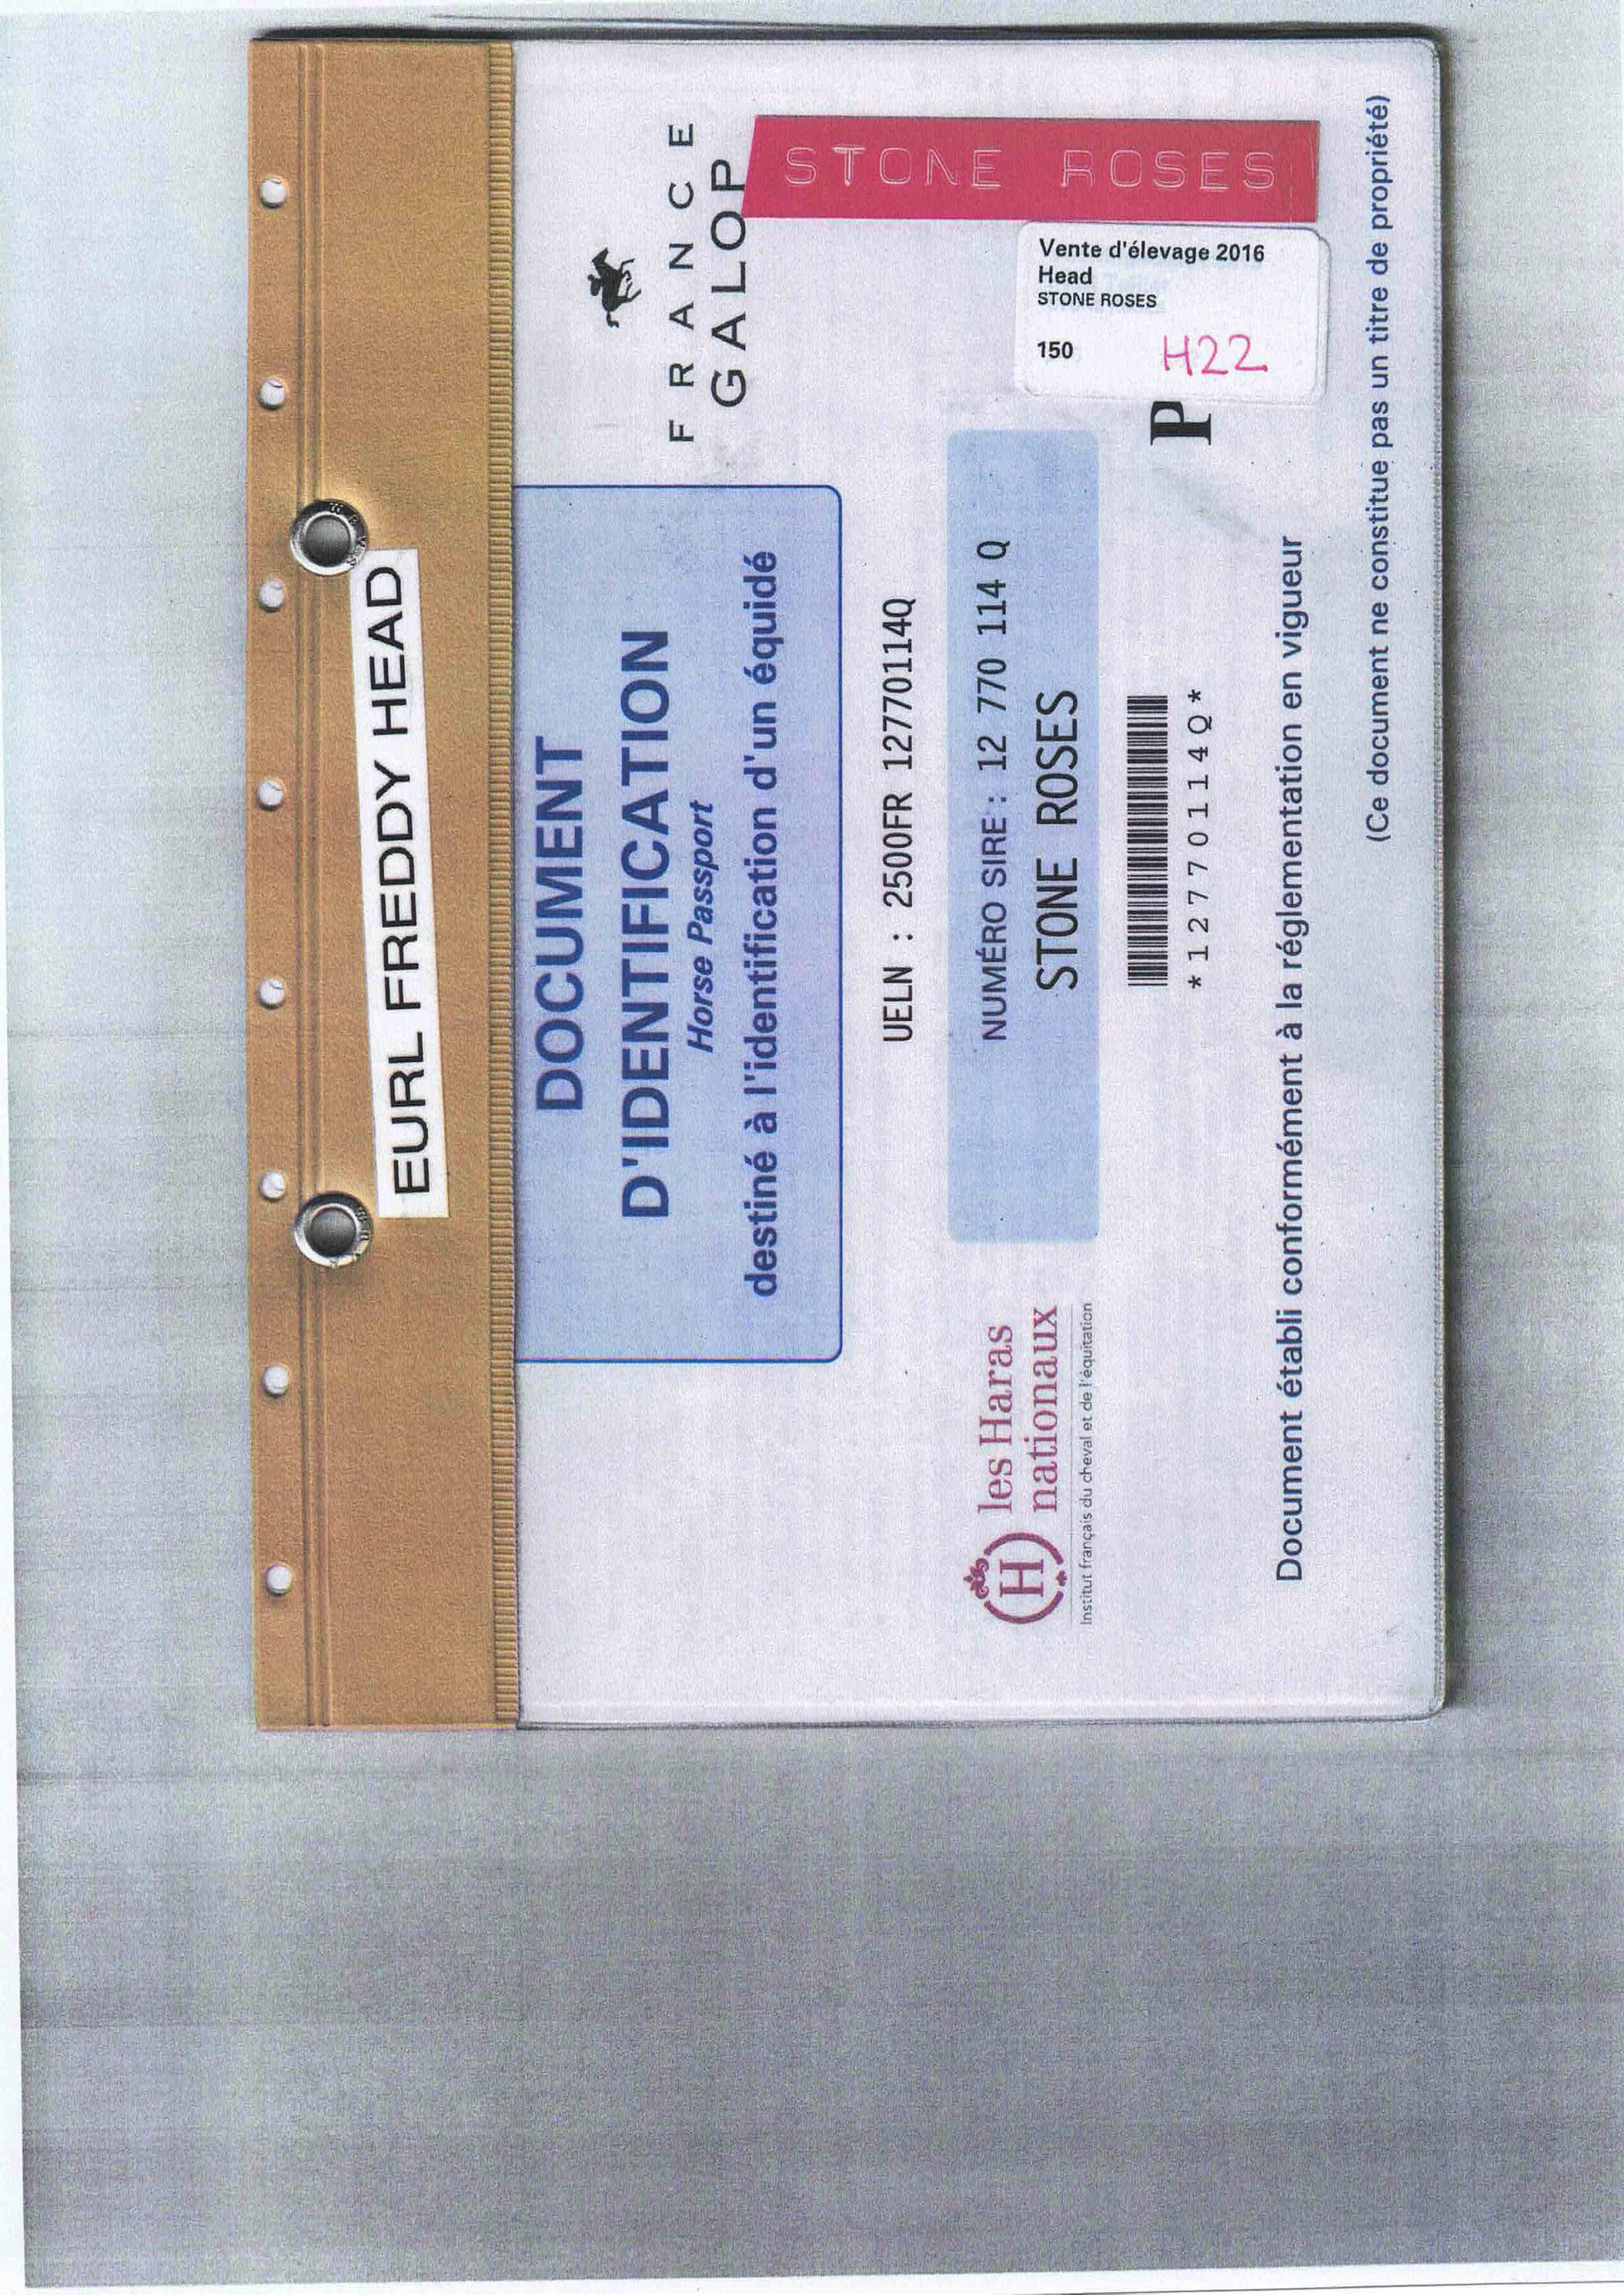 EURL FREDDY HEAD
DOCUMENT
D'IDENTIFICATION
Horse Passport
destiné à l'identification d'un équidé
FRANCE
GALOP
STONE ROSES
UELN : 2500FR 12770114Q
NUMÉRO SIRE : 12 770 114 Q
STONE ROSES
*12770114Q*
les Haras
nationaux
H
Institut français du cheval et de l'équitation
Vente d'élevage 2016
Head
STONE ROSES
150 H22
P
Document établi conformément à la réglementation en vigueur
(Ce document ne constitue pas un titre de propriété)